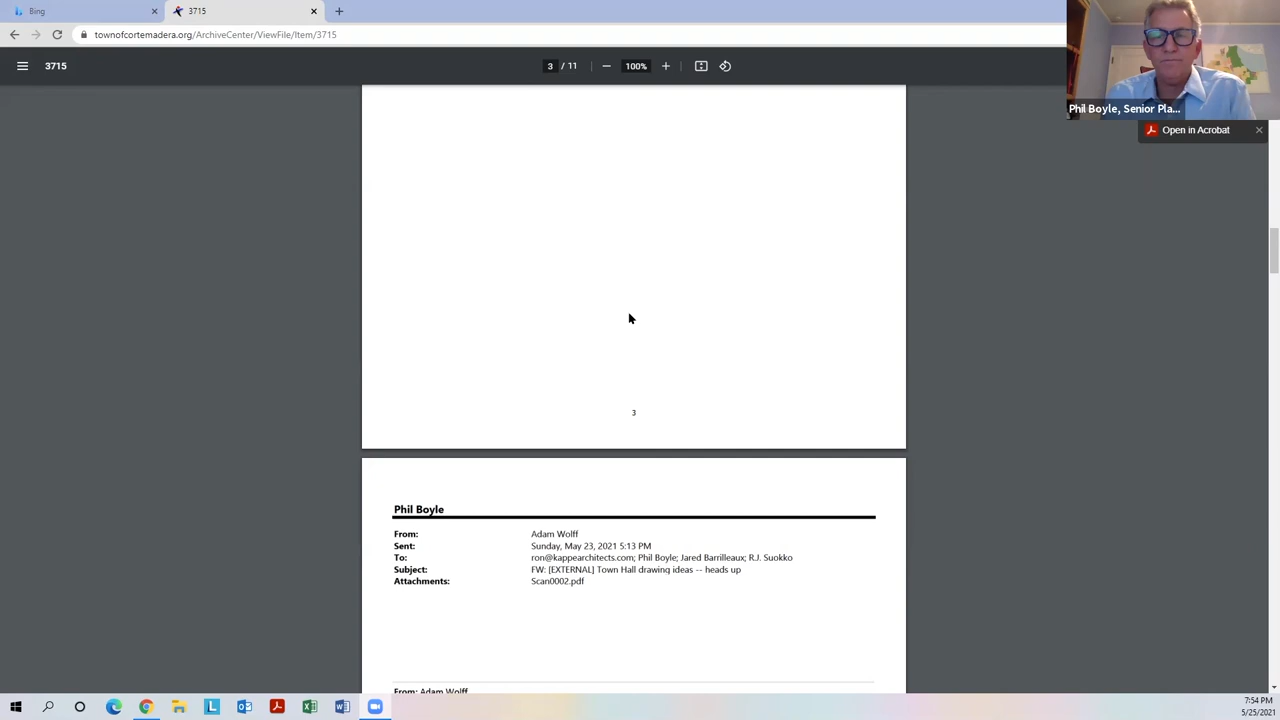 Bing
3715
townofcortemadera.org/ArchiveCenter/ViewFile/Item/3715
3715
3 / 11
100%
Phil Boyle, Senior Pla...
Open in Acrobat
3
Phil Boyle
From: Adam Wolff
Sent: Sunday, May 23, 2021 5:13 PM
To: ron@kappearchitects.com; Phil Boyle; Jared Barrilleaux; R.J. Suokko
Subject: FW: [EXTERNAL] Town Hall drawing ideas -- heads up
Attachments: Scan0002.pdf
From: Adam Wolff
7:54 PM
5/25/2021